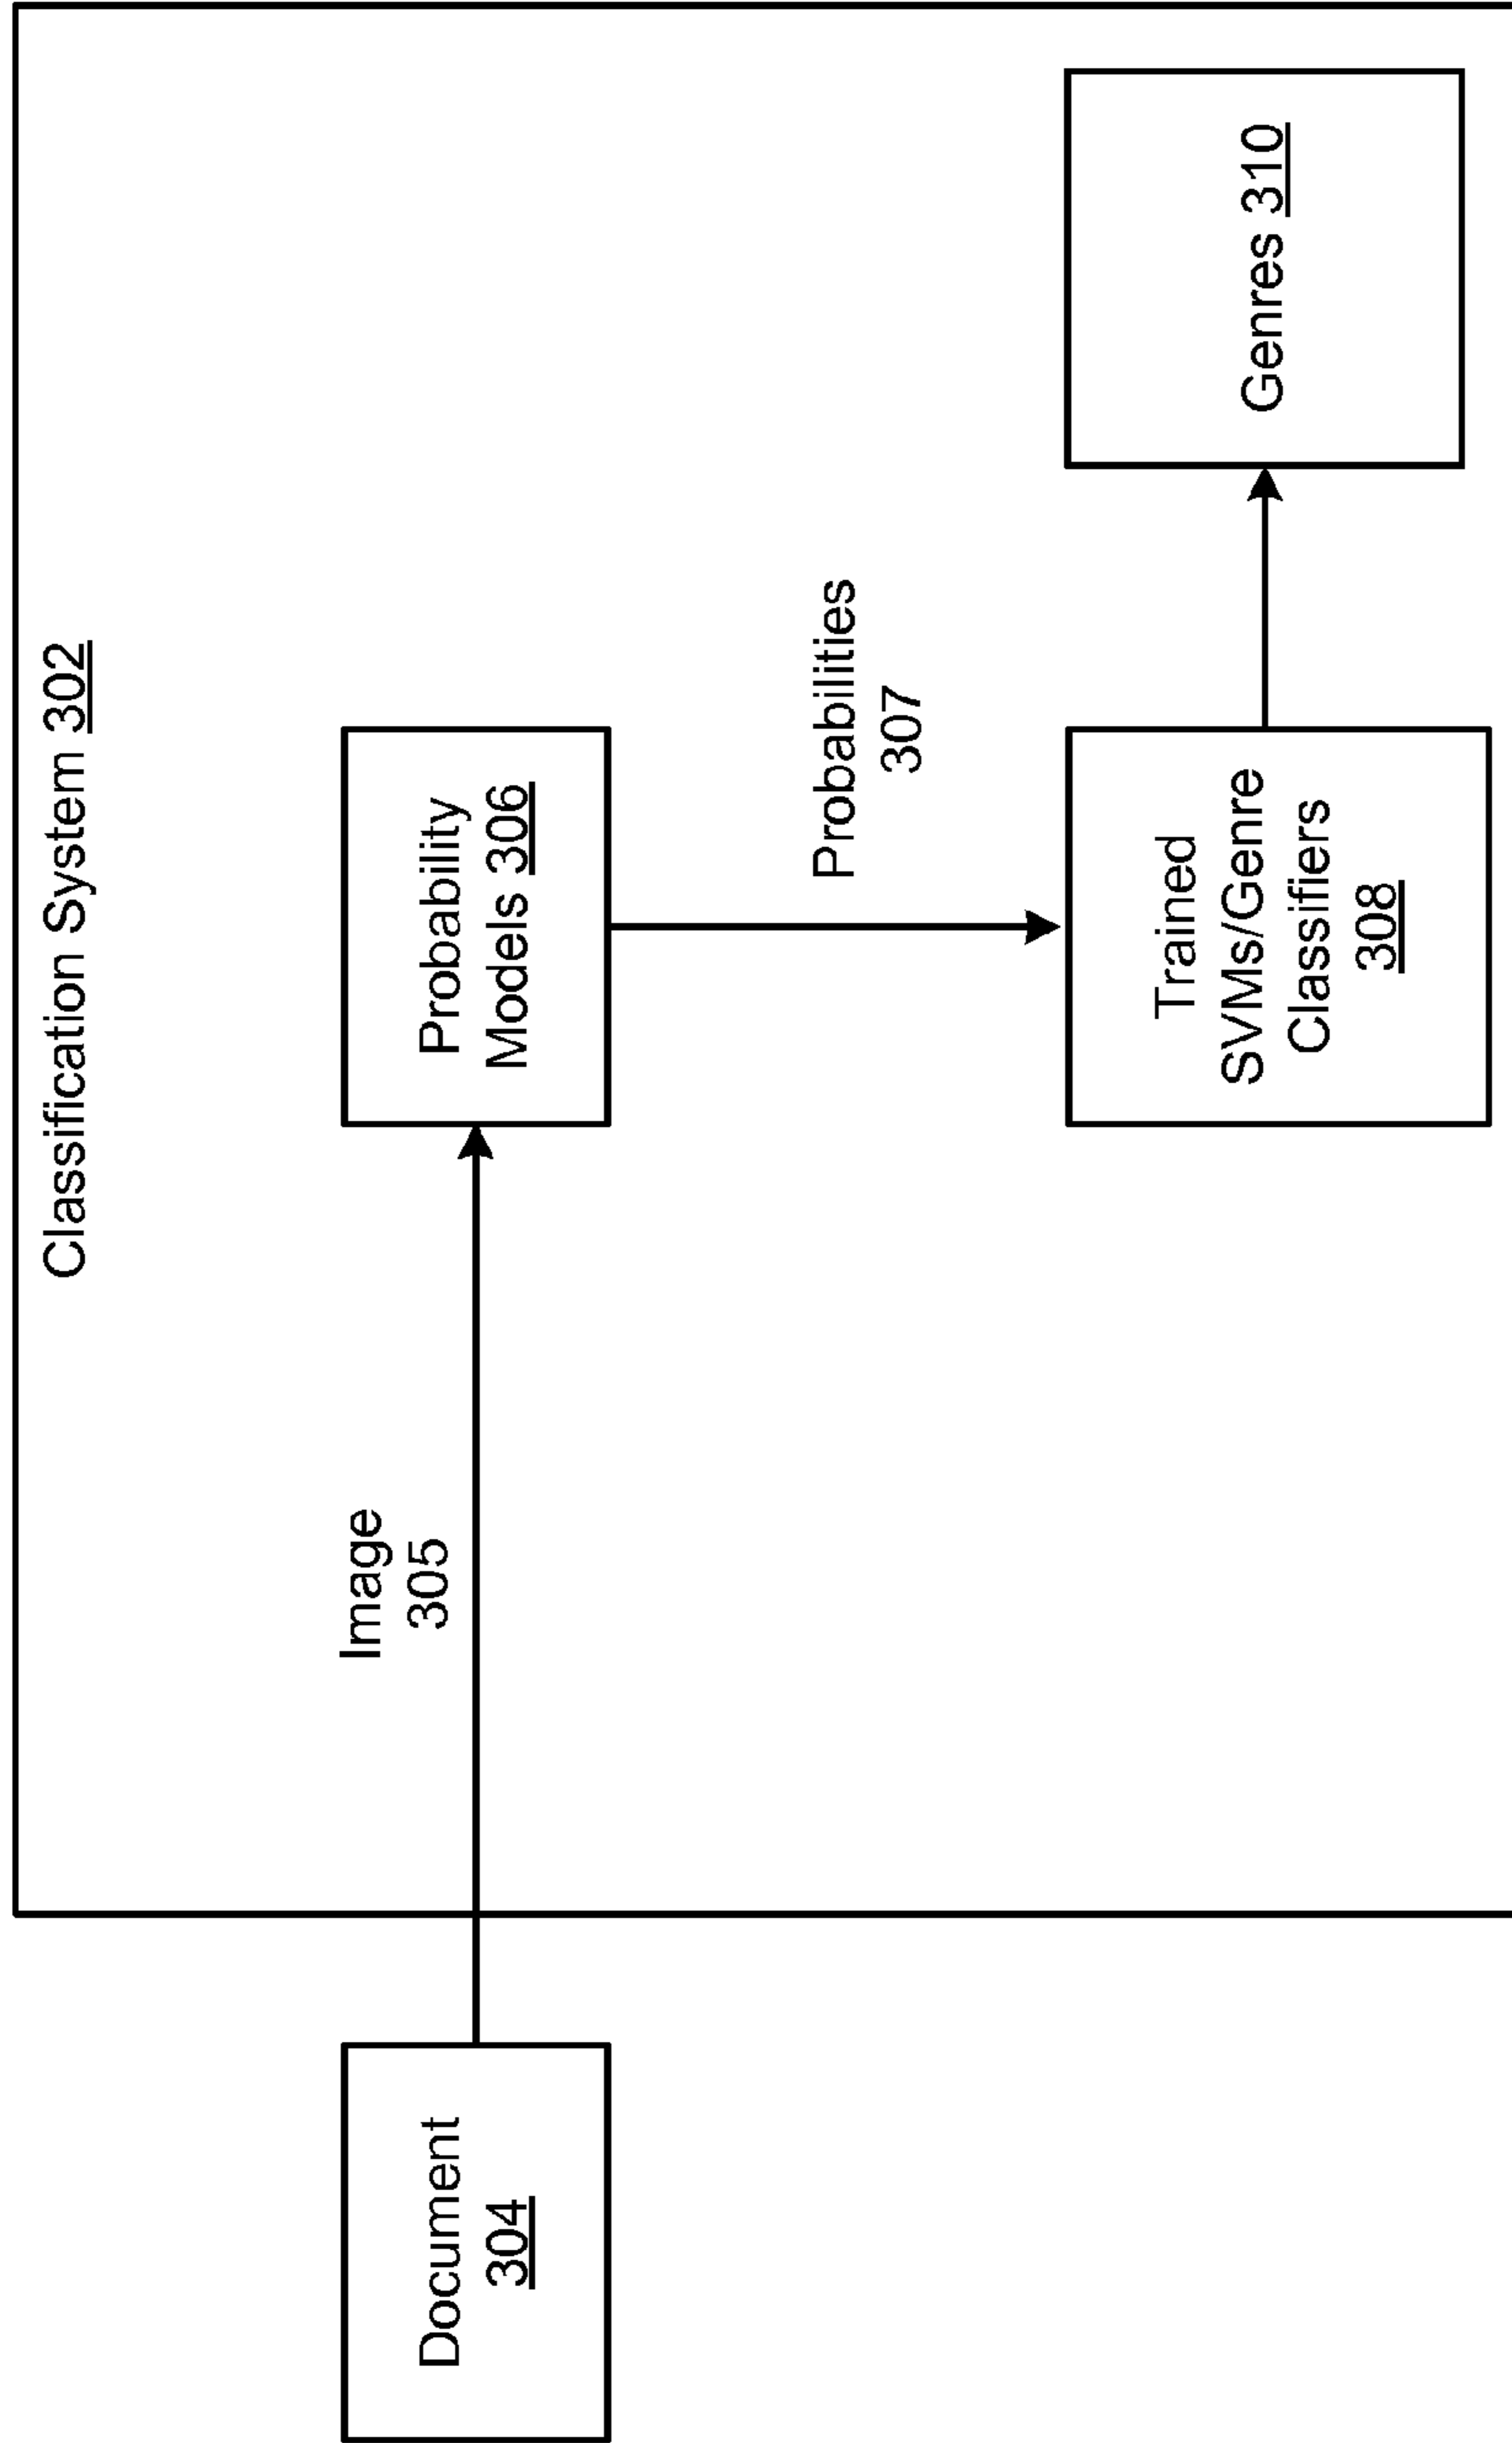 Classification System 302
Document
304
Image
305
Probability
Models 306
Probabilities
307
Trained
SVMs/Genre
Classifiers
308
Genres 310